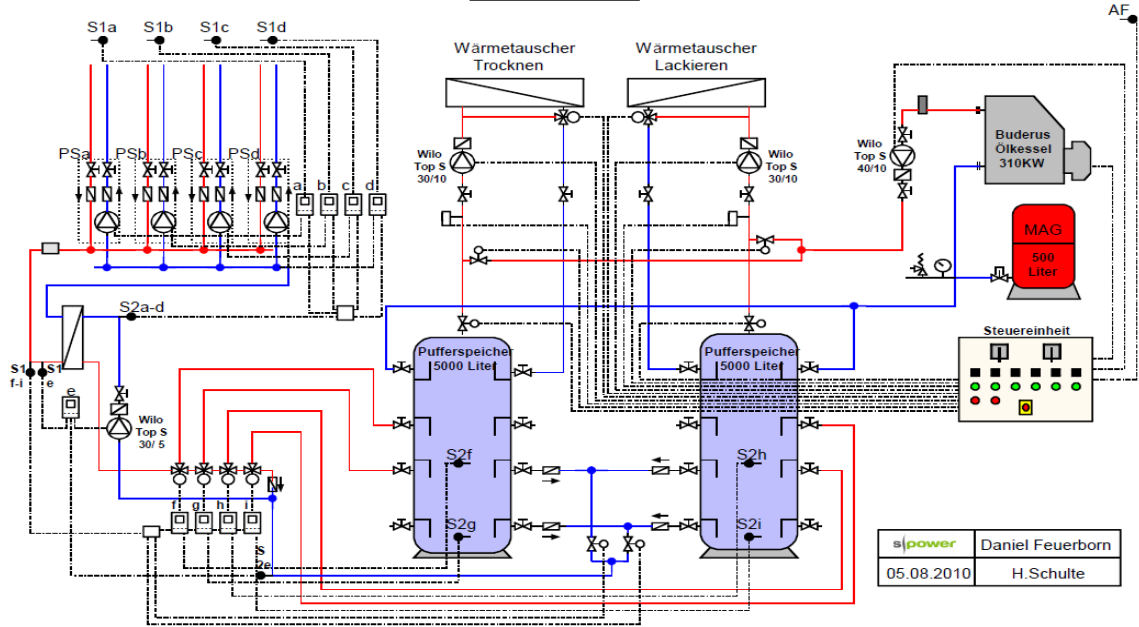 S1a S1b S1c S1d AF
Wärmetauscher
Trocknen
Wärmetauscher
Lackieren
Wilo
Top S
30/10
Wilo
Top S
30/10
Wilo
Top S
40/10
Buderus
Ölkessel
310KW
PSa PSb PSc PSd
a b c d
MAG
500
Liter
S2a-d
Steuereinheit
Pufferspeicher
5000 Liter
Pufferspeicher
5000 Liter
S1
f-i
S1
e
e
Wilo
Top S
30/ 5
S2f
S2h
f g h i
S2g
S2i
S
2e
s|power Daniel Feuerborn
05.08.2010 H.Schulte